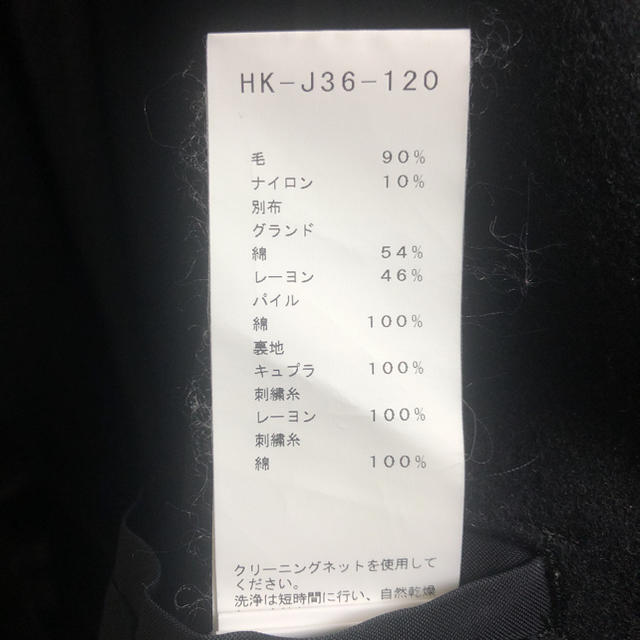 HK-J36-120
毛 90%
ナイロン 10%
別布
グランド
綿 54%
レーヨン 46%
パイル
綿 100%
裏地
キュプラ 100%
刺繍糸
レーヨン 100%
刺繍糸
綿 100%
クリーニングネットを使用して
ください。
洗浄は短時間に行い、自然乾燥